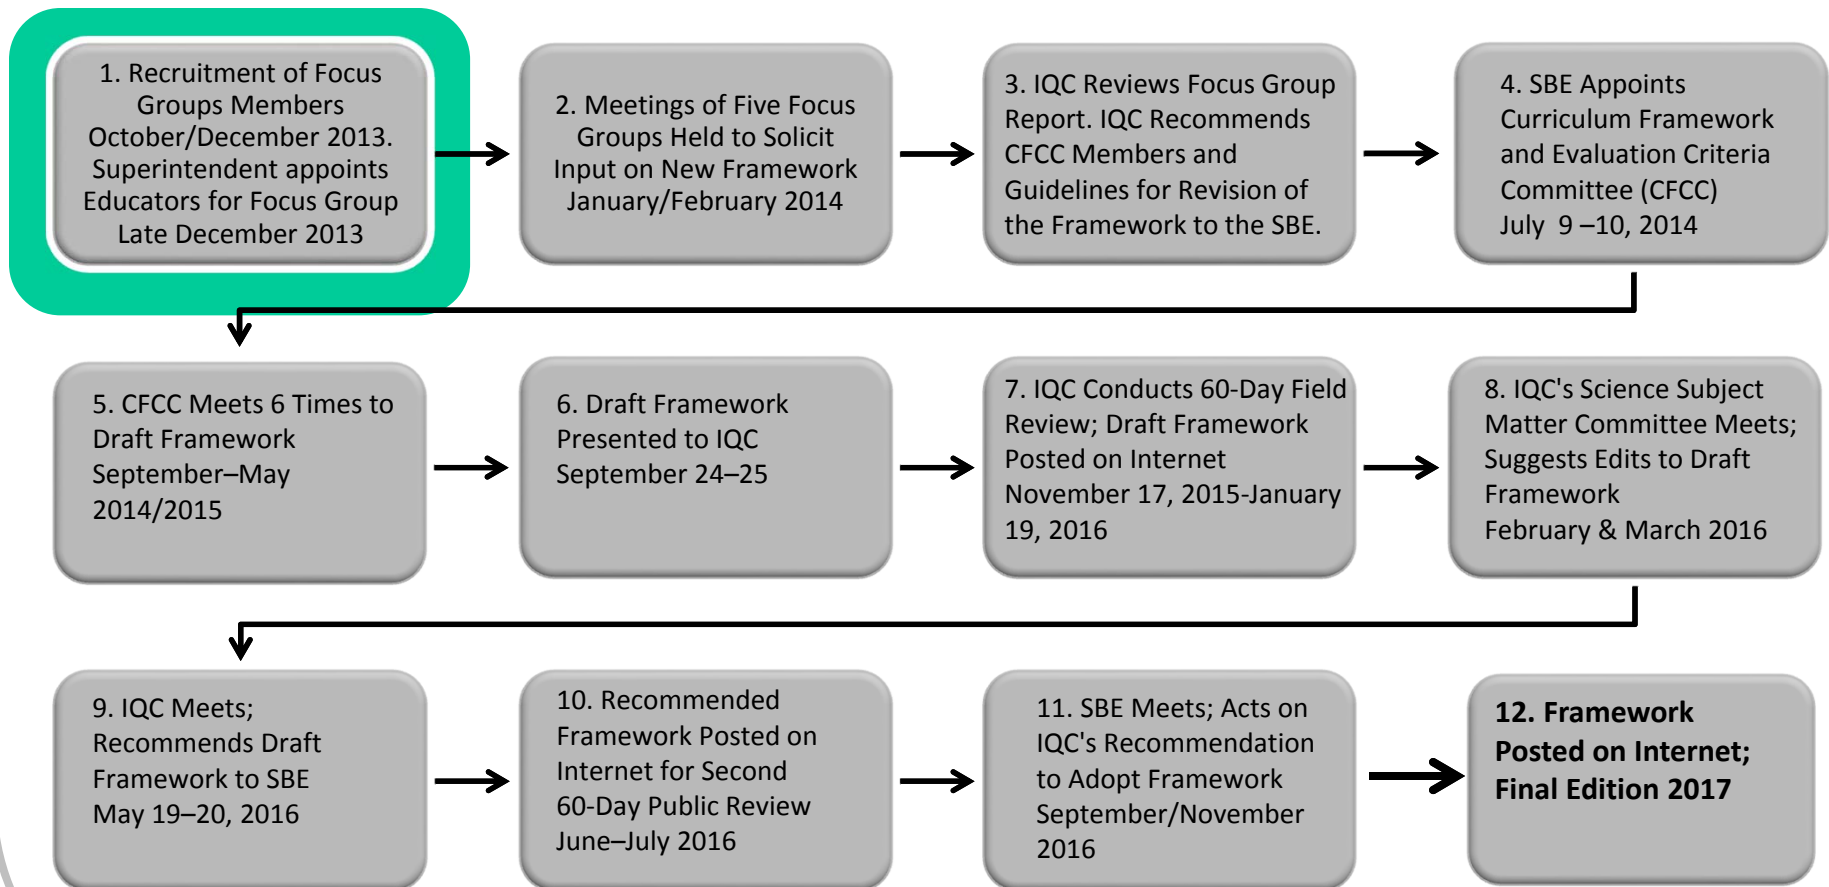 1. Recruitment of Focus
Groups Members
October/December 2013.
Superintendent appoints
Educators for Focus Group
Late December 2013
2. Meetings of Five Focus
Groups Held to Solicit
Input on New Framework
January/February 2014
3. IQC Reviews Focus Group
Report. IQC Recommends
CFCC Members and
Guidelines for Revision of
the Framework to the SBE.
4. SBE Appoints
Curriculum Framework
and Evaluation Criteria
Committee (CFCC)
July  9 –10, 2014
5. CFCC Meets 6 Times to
Draft Framework
September–May
2014/2015
6. Draft Framework
Presented to IQC
September 24–25
7. IQC Conducts 60-Day Field
Review; Draft Framework
Posted on Internet
November 17, 2015-January
19, 2016
8. IQC's Science Subject
Matter Committee Meets;
Suggests Edits to Draft
Framework
February & March 2016
9. IQC Meets;
Recommends Draft
Framework to SBE
May 19–20, 2016
10. Recommended
Framework Posted on
Internet for Second
60-Day Public Review
June–July 2016
11. SBE Meets; Acts on
IQC's Recommendation
to Adopt Framework
September/November
2016
12. Framework
Posted on Internet;
Final Edition 2017